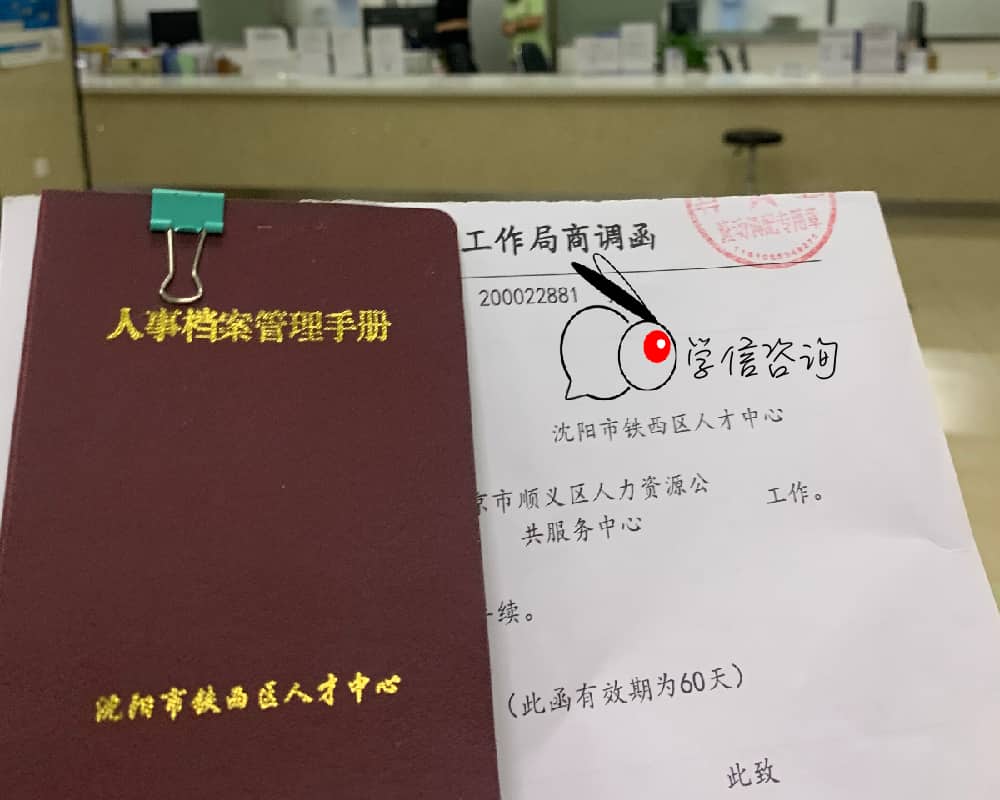 人事档案管理手册
沈阳市铁西区人才中心
工作局商调函
200022881
学信咨询
沈阳市铁西区人才中心
京市顺义区人力资源公
共服务中心
工作。
续。
(此函有效期为60天)
此致